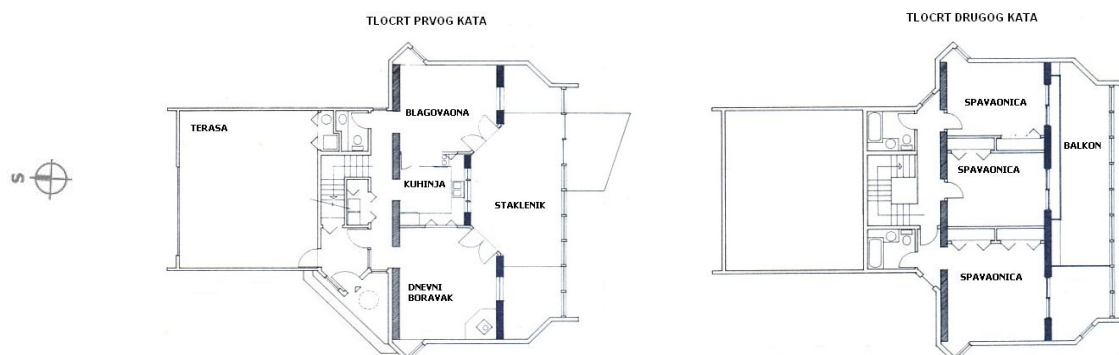 TLOCRT PRVOG KATA
TERASA
BLAGOVAONA
KUHINJA
STAKLENIK
DNEVNI
BORAVAK
S
TLOCRT DRUGOG KATA
SPAVAONICA
SPAVAONICA
BALKON
SPAVAONICA